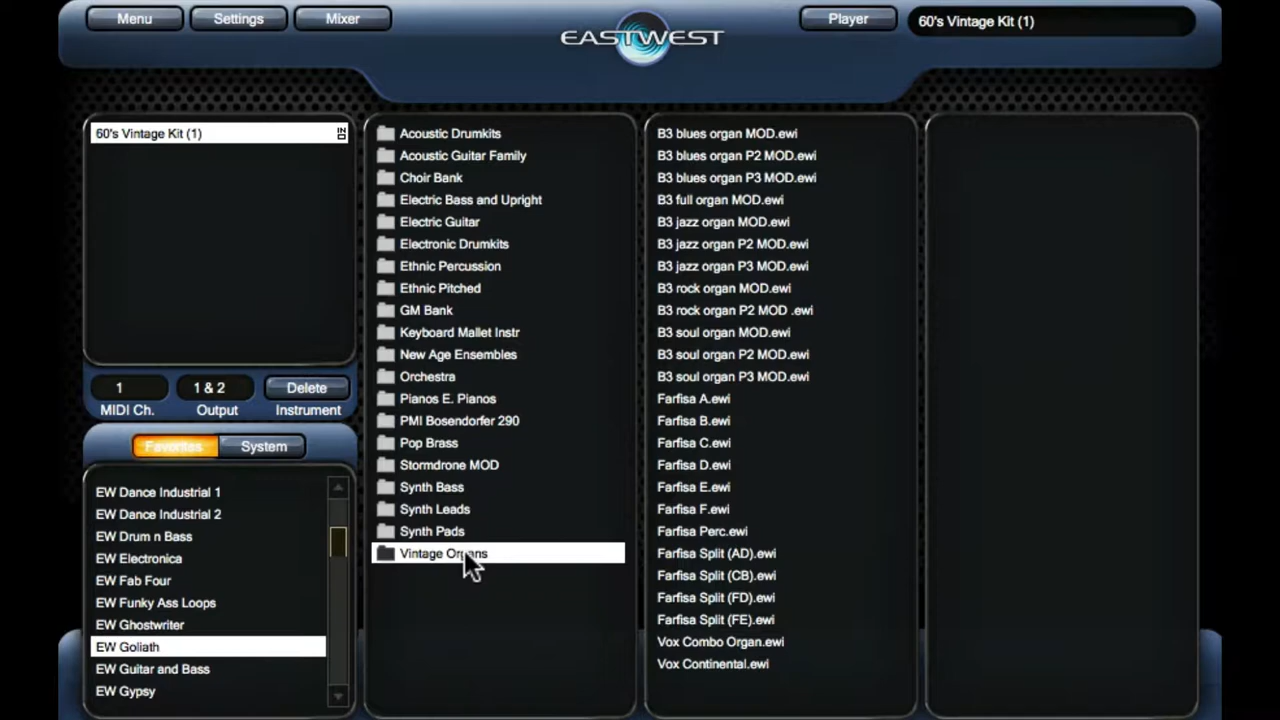 Menu
Settings
Mixer
EASTWEST
Player
60's Vintage Kit (1)
60's Vintage Kit (1)
1
1 & 2
Delete
MIDI Ch.
Output
Instrument
Favorites
System
EW Dance Industrial 1
EW Dance Industrial 2
EW Drum n Bass
EW Electronica
EW Fab Four
EW Funky Ass Loops
EW Ghostwriter
EW Goliath
EW Guitar and Bass
EW Gypsy
Acoustic Drumkits
Acoustic Guitar Family
Choir Bank
Electric Bass and Upright
Electric Guitar
Electronic Drumkits
Ethnic Percussion
Ethnic Pitched
GM Bank
Keyboard Mallet Instr
New Age Ensembles
Orchestra
Pianos E. Pianos
PMI Bosendorfer 290
Pop Brass
Stormdrone MOD
Synth Bass
Synth Leads
Synth Pads
Vintage Organs
B3 blues organ MOD.ewi
B3 blues organ P2 MOD.ewi
B3 blues organ P3 MOD.ewi
B3 full organ MOD.ewi
B3 jazz organ MOD.ewi
B3 jazz organ P2 MOD.ewi
B3 jazz organ P3 MOD.ewi
B3 rock organ MOD.ewi
B3 rock organ P2 MOD .ewi
B3 soul organ MOD.ewi
B3 soul organ P2 MOD.ewi
B3 soul organ P3 MOD.ewi
Farfisa A.ewi
Farfisa B.ewi
Farfisa C.ewi
Farfisa D.ewi
Farfisa E.ewi
Farfisa F.ewi
Farfisa Perc.ewi
Farfisa Split (AD).ewi
Farfisa Split (CB).ewi
Farfisa Split (FD).ewi
Farfisa Split (FE).ewi
Vox Combo Organ.ewi
Vox Continental.ewi